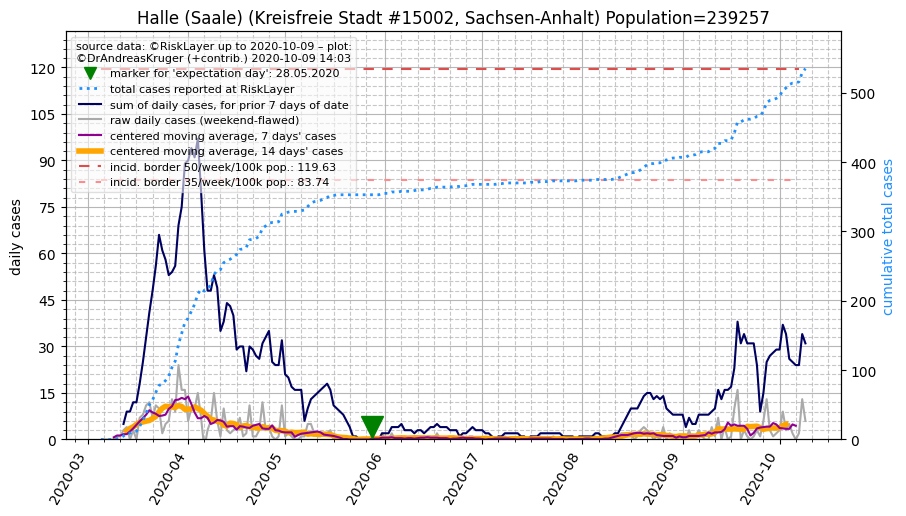 Halle (Saale) (Kreisfreie Stadt #15002, Sachsen-Anhalt) Population=239257
source data: ©RiskLayer up to 2020-10-09 – plot:
©DrAndreasKruger (+contrib.) 2020-10-09 14:03
marker for 'expectation day': 28.05.2020
total cases reported at RiskLayer
sum of daily cases, for prior 7 days of date
raw daily cases (weekend-flawed)
centered moving average, 7 days' cases
centered moving average, 14 days' cases
incid. border 50/week/100k pop.: 119.63
incid. border 35/week/100k pop.: 83.74
daily cases
120
105
90
75
60
45
30
15
0
500
400
300
200
100
0
cumulative total cases
2020-03
2020-04
2020-05
2020-06
2020-07
2020-08
2020-09
2020-10